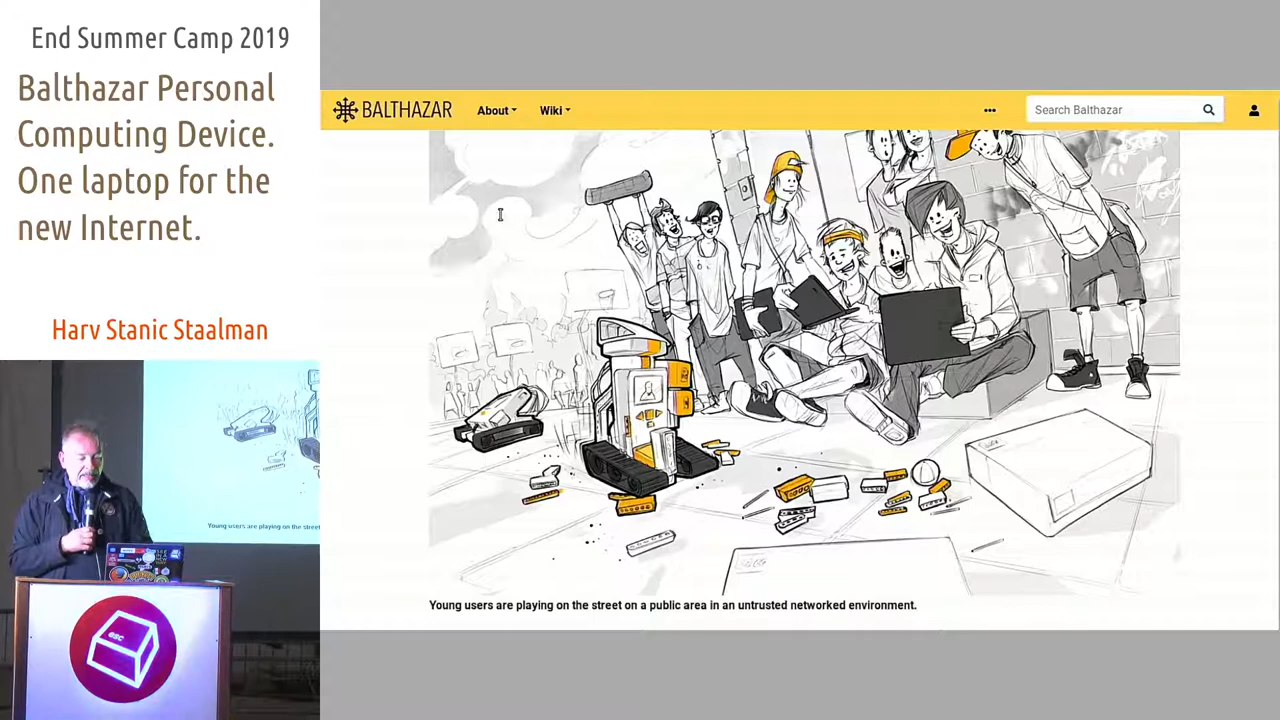 End Summer Camp 2019
Balthazar Personal
Computing Device.
One laptop for the
new Internet.
Harv Stanic Staalman
BALTHAZAR
About
Wiki
Search Balthazar
Young users are playing on the street on a public area in an untrusted networked environment.
Young users are playing on the street
esc